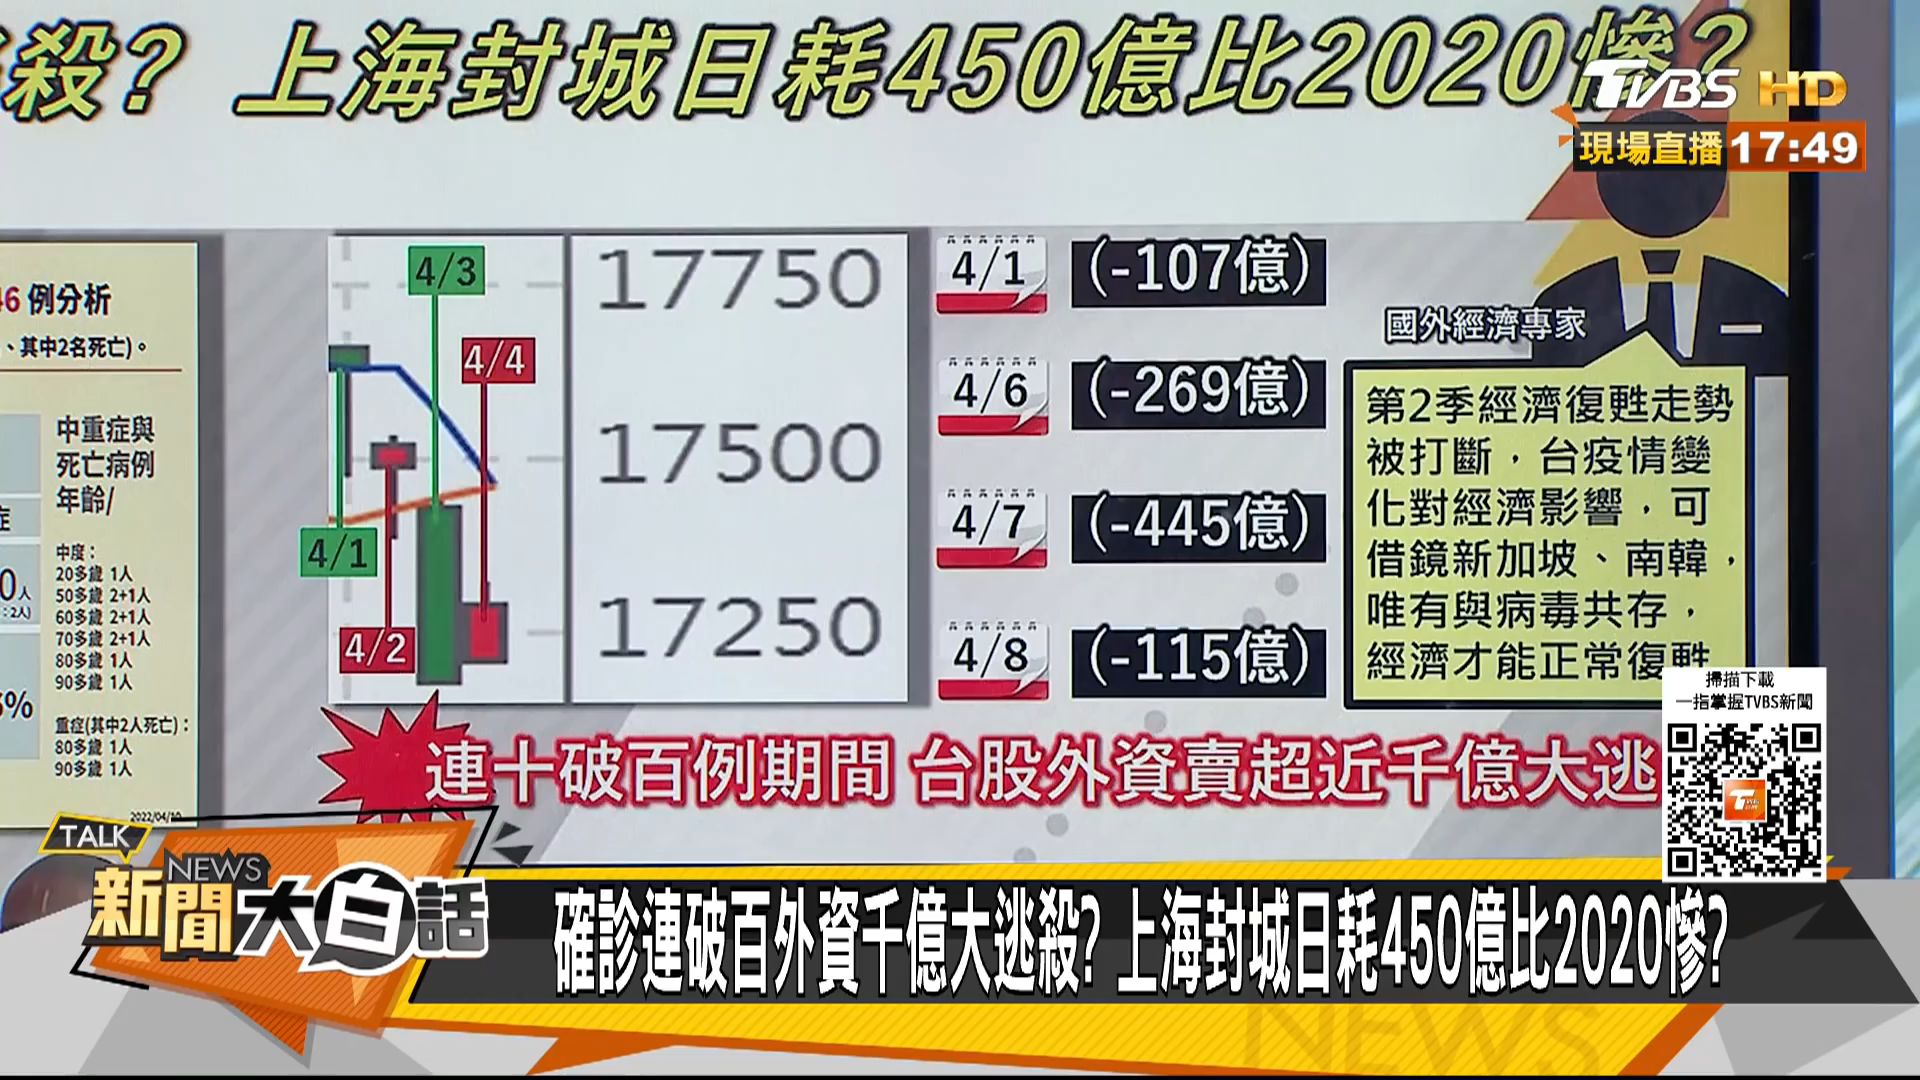 殺? 上海封城日耗450億比2020慘?
TVBS HD
現場直播 17:49
46 例分析
、其中2名死亡)。
中重症與
死亡病例
年齡/
症
0人
:2人)
%
中度：
20多歲 1人
50多歲 2+1人
60多歲 2+1人
70多歲 2+1人
80多歲 1人
90多歲 1人
重症(其中2人死亡)：
80多歲 1人
90多歲 1人
4/3
4/4
4/1
4/2
17750
17500
17250
4/1 (-107億)
4/6 (-269億)
4/7 (-445億)
4/8 (-115億)
國外經濟專家
第2季經濟復甦走勢
被打斷，台疫情變
化對經濟影響，可
借鏡新加坡、南韓，
唯有與病毒共存，
經濟才能正常復甦
連十破百例期間 台股外資賣超近千億大逃
掃描下載
一指掌握TVBS新聞
TALK
NEWS
新聞大白話
確診連破百外資千億大逃殺? 上海封城日耗450億比2020慘?
NEWS